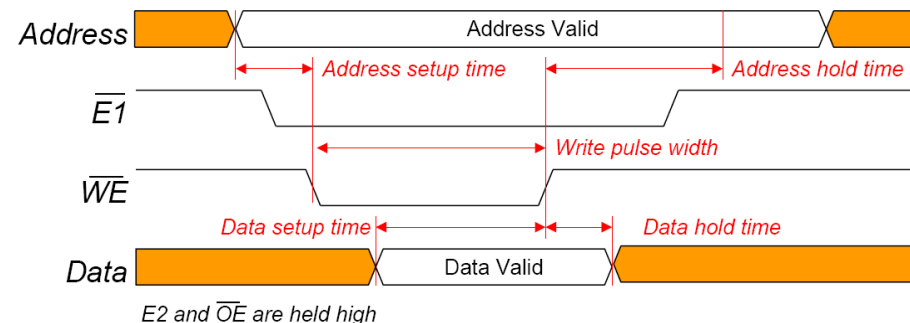 Address
Address Valid
Address setup time
Address hold time
E1
Write pulse width
WE
Data setup time
Data hold time
Data
Data Valid
E2 and OE are held high